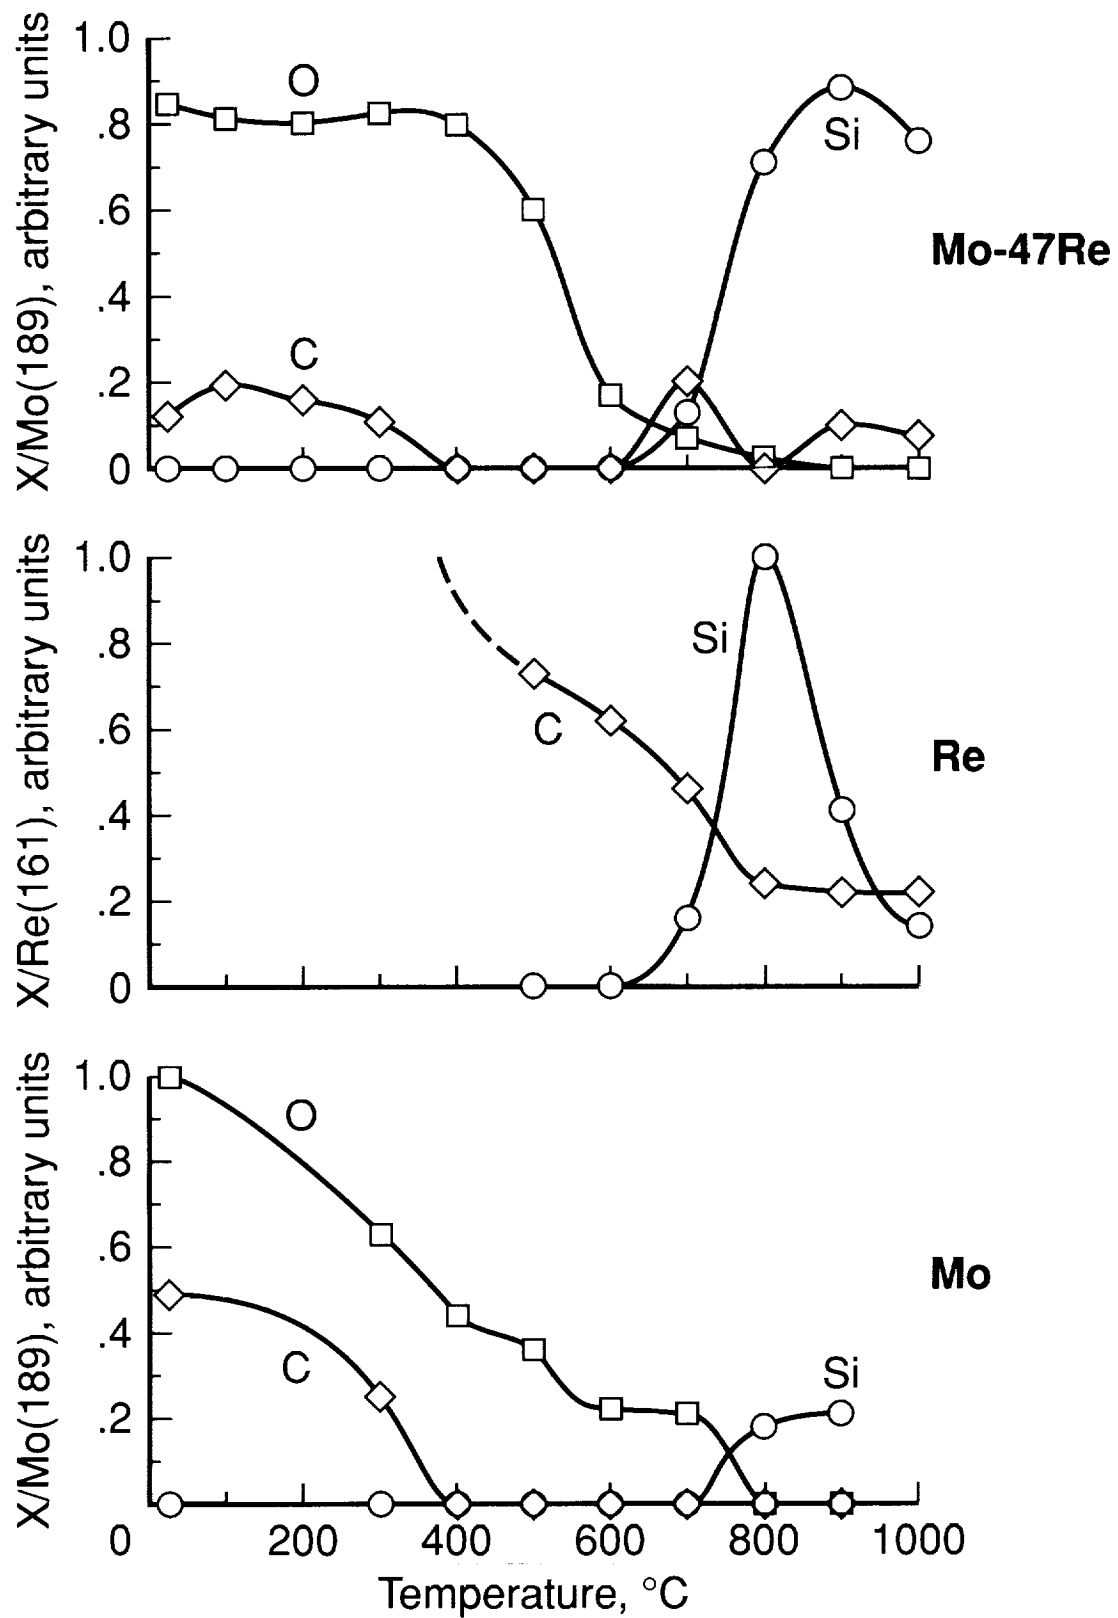 X/Mo(189), arbitrary units
1.0
.8
.6
.4
.2
0
O
C
Si
Mo-47Re
X/Re(161), arbitrary units
1.0
.8
.6
.4
.2
0
Si
C
Re
X/Mo(189), arbitrary units
1.0
.8
.6
.4
.2
O
C
Si
Mo
0 200 400 600 800 1000
Temperature, °C